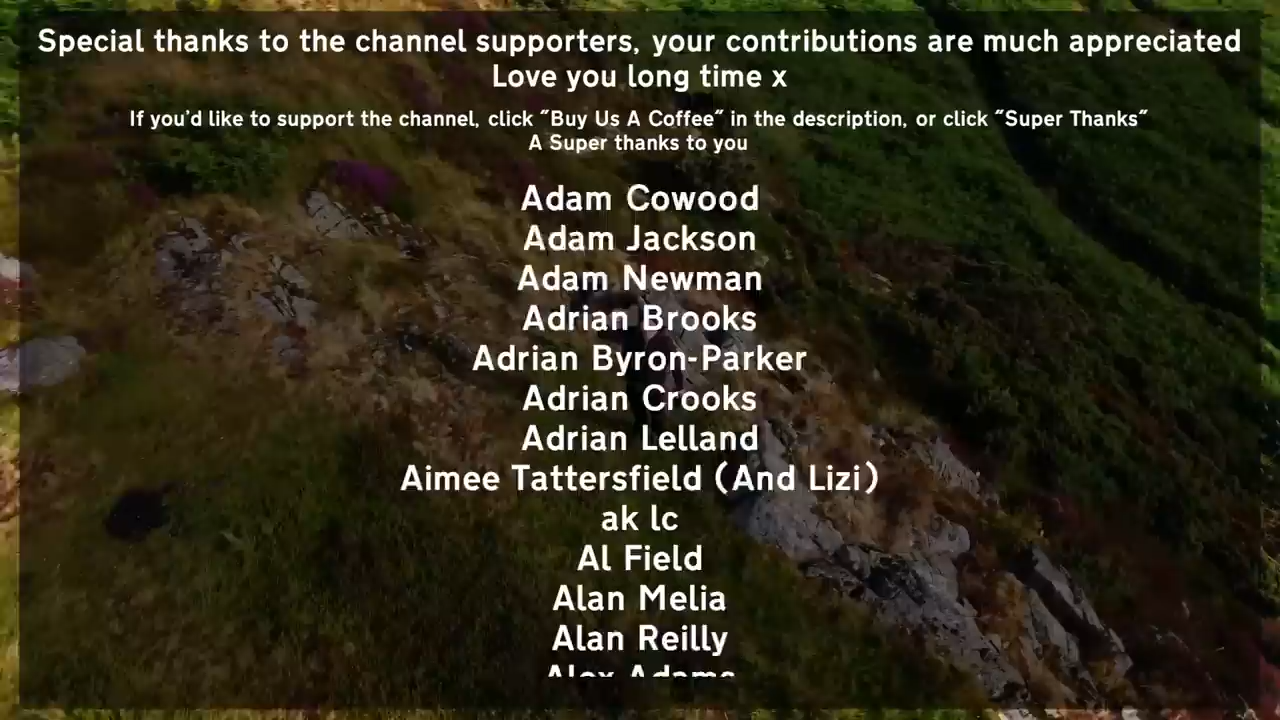 Special thanks to the channel supporters, your contributions are much appreciated
Love you long time x
If you'd like to support the channel, click "Buy Us A Coffee" in the description, or click "Super Thanks"
A Super thanks to you
Adam Cowood
Adam Jackson
Adam Newman
Adrian Brooks
Adrian Byron-Parker
Adrian Crooks
Adrian Lelland
Aimee Tattersfield (And Lizi)
ak lc
Al Field
Alan Melia
Alan Reilly
Alex Adams